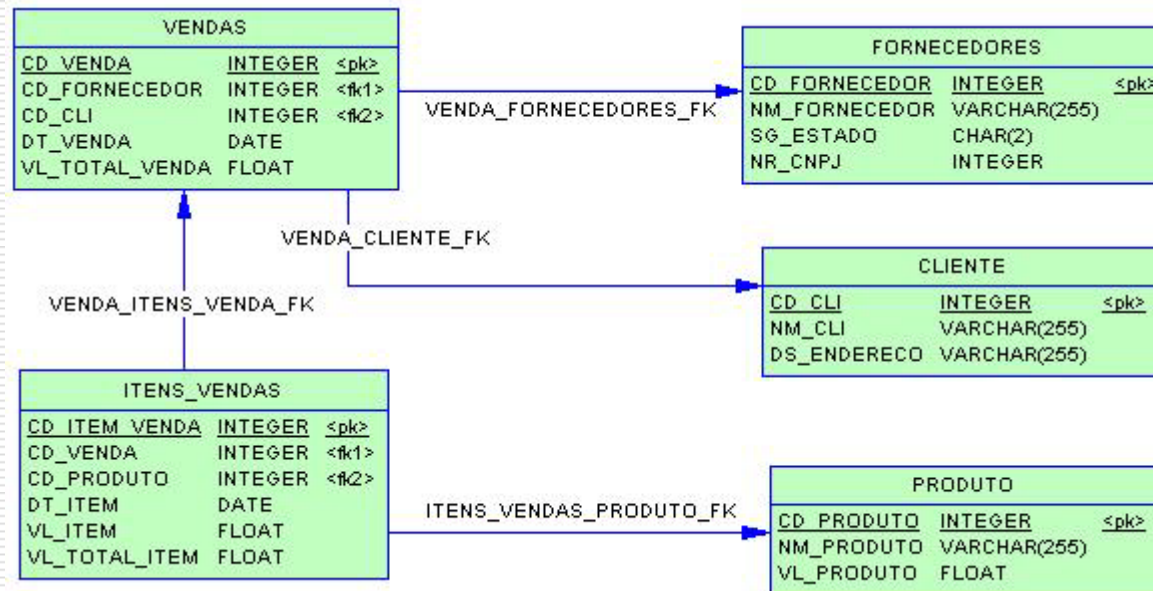 VENDAS
CD_VENDA INTEGER <pk>
CD_FORNECEDOR INTEGER <fk1>
CD_CLI INTEGER <fk2>
DT_VENDA DATE
VL_TOTAL_VENDA FLOAT
VENDA_FORNECEDORES_FK
FORNECEDORES
CD_FORNECEDOR INTEGER <pk>
NM_FORNECEDOR VARCHAR(255)
SG_ESTADO CHAR(2)
NR_CNPJ INTEGER
VENDA_CLIENTE_FK
CLIENTE
CD_CLI INTEGER <pk>
NM_CLI VARCHAR(255)
DS_ENDERECO VARCHAR(255)
VENDA_ITENS_VENDA_FK
ITENS_VENDAS
CD_ITEM_VENDA INTEGER <pk>
CD_VENDA INTEGER <fk1>
CD_PRODUTO INTEGER <fk2>
DT_ITEM DATE
VL_ITEM FLOAT
VL_TOTAL_ITEM FLOAT
ITENS_VENDAS_PRODUTO_FK
PRODUTO
CD_PRODUTO INTEGER <pk>
NM_PRODUTO VARCHAR(255)
VL_PRODUTO FLOAT